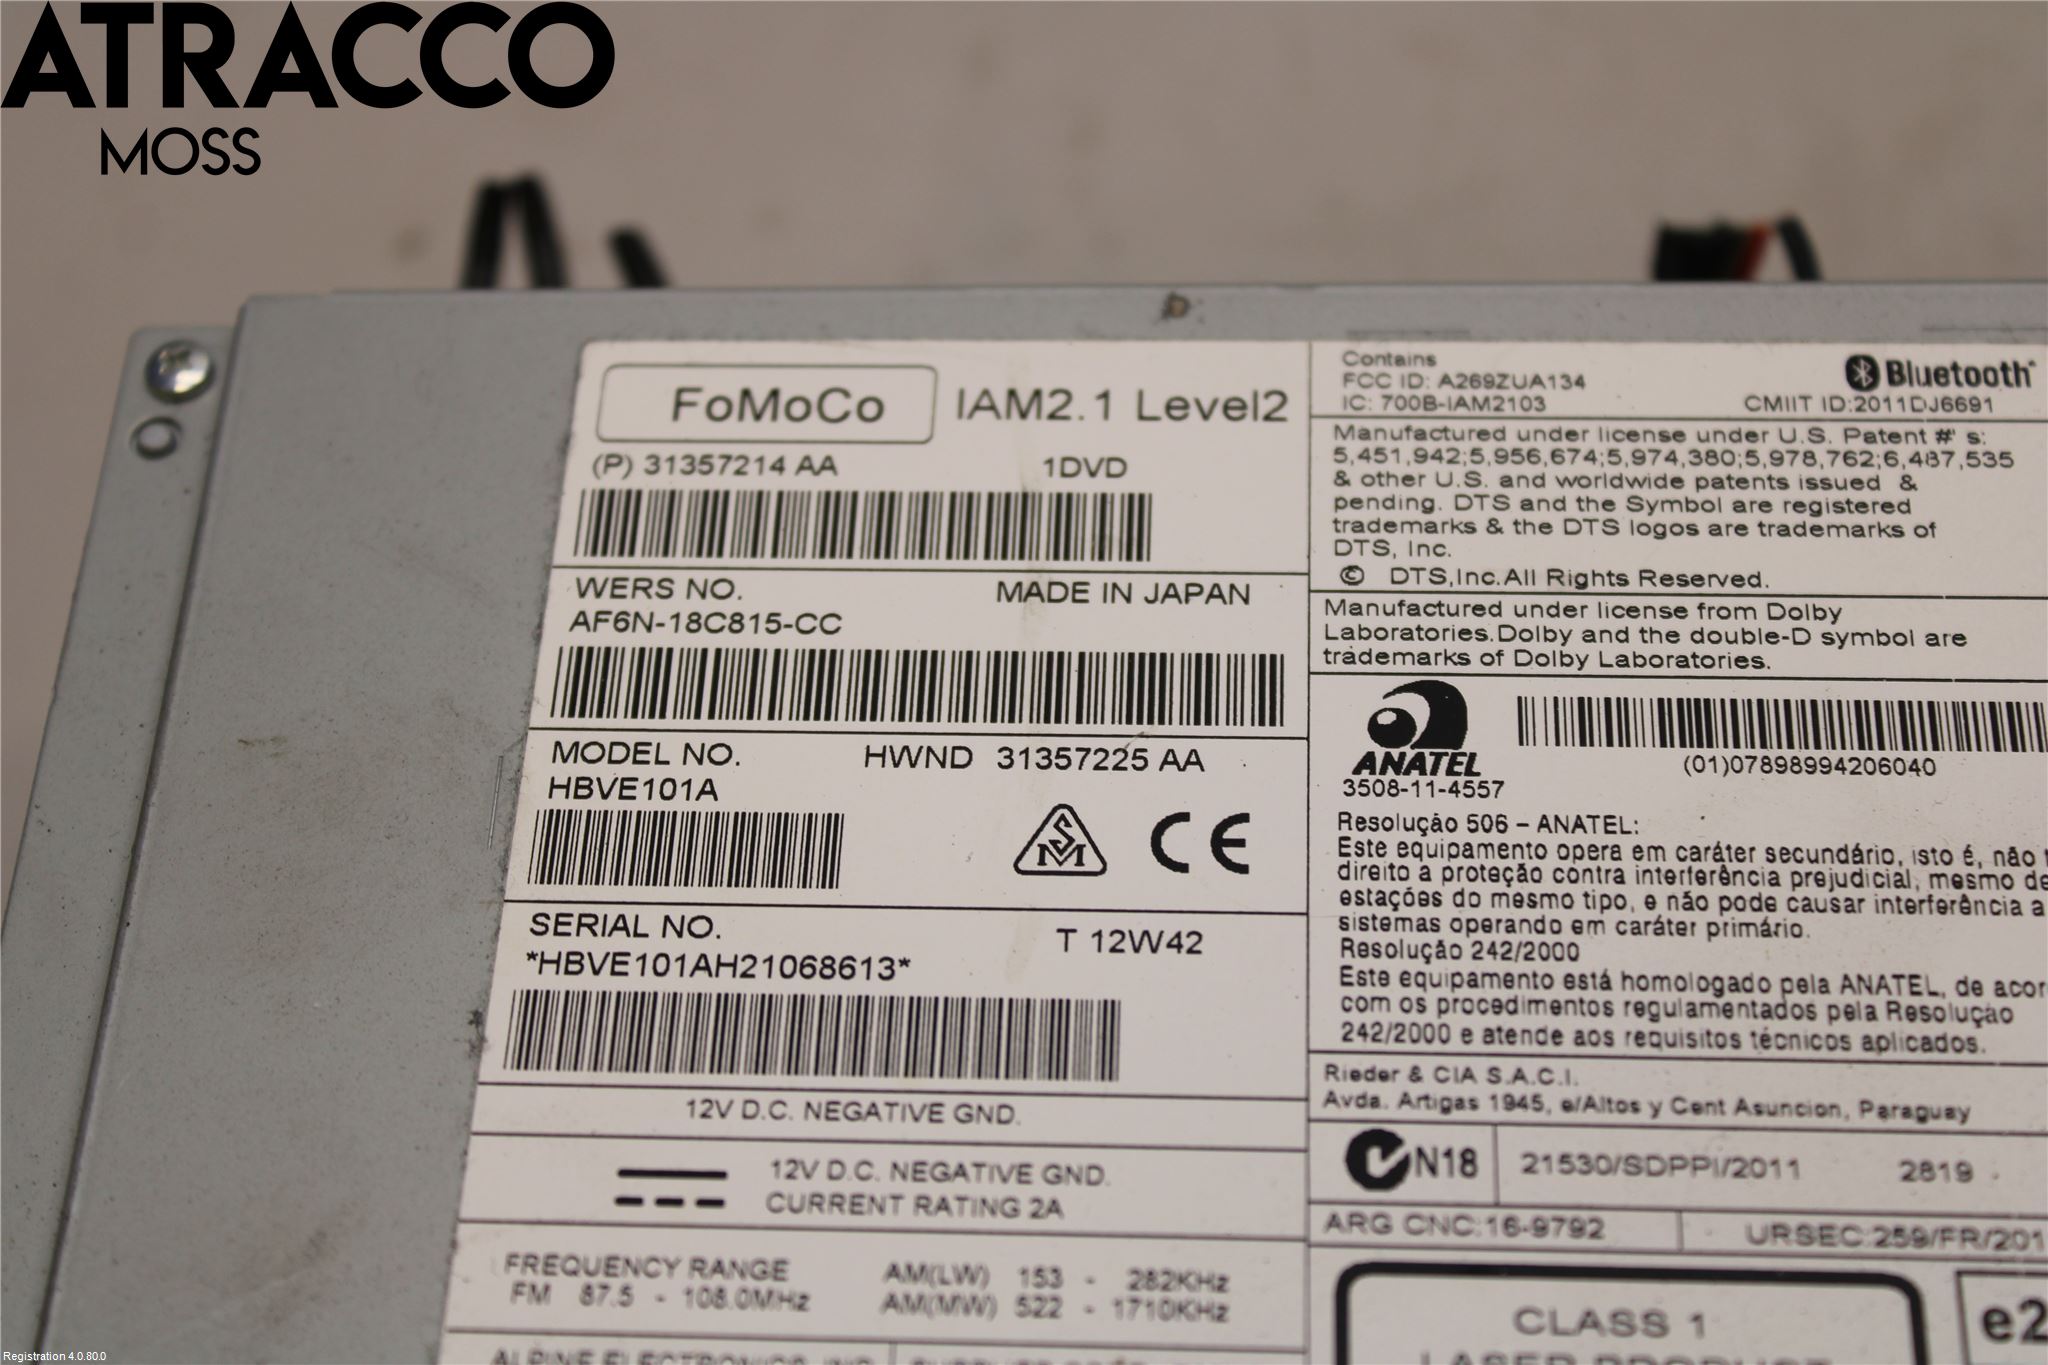 ATRACCO
MOSS
FoMoCo IAM2.1 Level2
(P) 31357214 AA 1DVD
WERS NO. MADE IN JAPAN
AF6N-18C815-CC
MODEL NO. HWND 31357225 AA
HBVE101A
SM CE
SERIAL NO. T 12W42
*HBVE101AH21068613*
12V D.C. NEGATIVE GND.
12V D.C. NEGATIVE GND.
CURRENT RATING 2A
FREQUENCY RANGE AM(LW) 153 - 282KHz
FM 87.5 - 108.0MHz AM(MW) 522 - 1710KHz
ALPINE ELECTRONICS, INC.
Contains
FCC ID: A269ZUA134
IC: 700B-IAM2103
Bluetooth
CMIIT ID:2011DJ6691
Manufactured under license under U.S. Patent #' s:
5,451,942;5,956,674;5,974,380;5,978,762;6,487,535
& other U.S. and worldwide patents issued &
pending. DTS and the Symbol are registered
trademarks & the DTS logos are trademarks of
DTS, Inc.
© DTS,Inc.All Rights Reserved.
Manufactured under license from Dolby
Laboratories.Dolby and the double-D symbol are
trademarks of Dolby Laboratories.
ANATEL
3508-11-4557
(01)07898994206040
Resolução 506 – ANATEL:
Este equipamento opera em caráter secundário, isto é, não
direito a proteção contra interferência prejudicial, mesmo de
estações do mesmo tipo, e não pode causar interferência a
sistemas operando em caráter primário.
Resolução 242/2000
Este equipamento está homologado pela ANATEL, de acor
com os procedimentos regulamentados pela Resolução
242/2000 e atende aos requisitos técnicos aplicados.
Rieder & CIA S.A.C.I.
Avda. Artigas 1945, e/Altos y Cent Asuncion, Paraguay
N18 21530/SDPPI/2011 2819
ARG CNC:16-9792 URSEC:259/FR/201
CLASS 1
LASER PRODUCT
e2
Registration 4.0.80.0